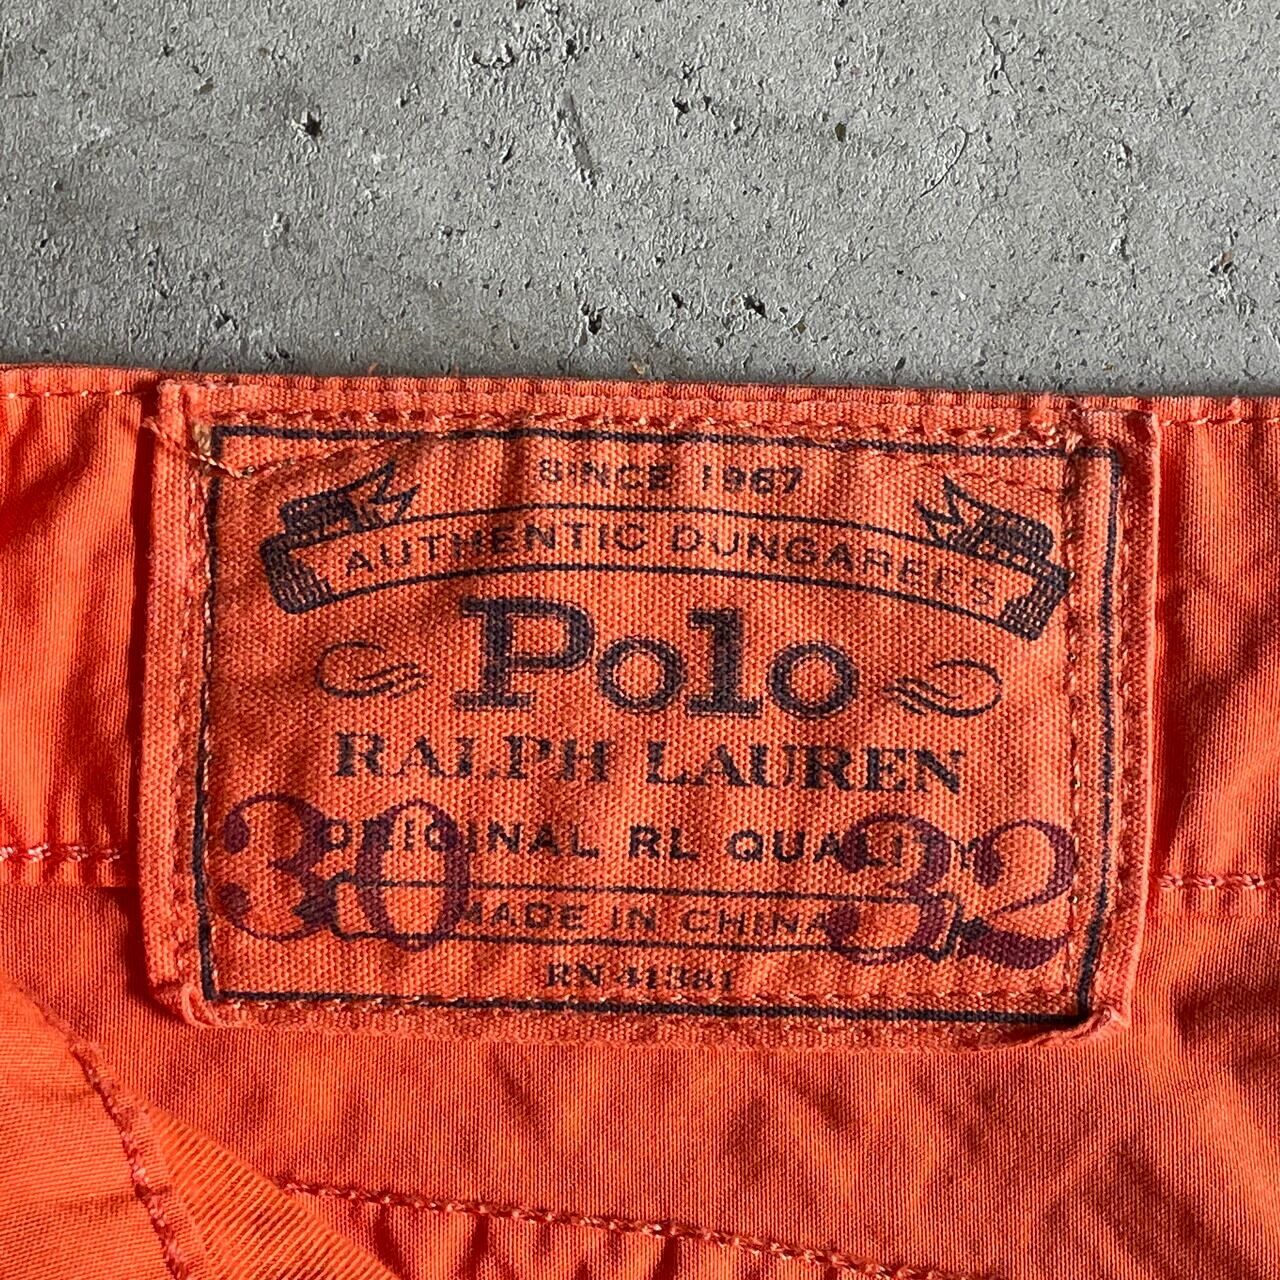 SINCE 1967
AUTHENTIC DUNGAREES
Polo
RALPH LAUREN
ORIGINAL RL QUALITY
30 32
MADE IN CHINA
RN 41381